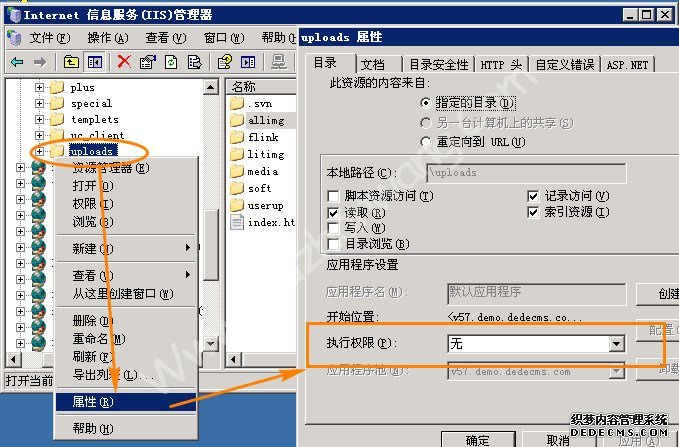 Internet 信息服务(IIS)管理器
文件(F) 操作(A) 查看(V) 窗口(W) 帮助(H
plus
special
templets
uc_client
uploads
资源管理器(E)
打开(O)
权限(I)
浏览(S)
新建(N)
查看(V)
从这里创建窗口(W)
删除(D)
重命名(M)
刷新(F)
导出列表(L)...
属性(R)
帮助(H)
打开当前
名称
.svn
allimg
flink
litimg
media
soft
userup
index.ht
uploads 属性
目录 文档 目录安全性 HTTP 头 自定义错误 ASP.NET
此资源的内容来自:
指定的目录(D)
另一台计算机上的共享(S)
重定向到 URL(U)
本地路径(C): \uploads
脚本资源访问(T) 记录访问(V)
读取(R) 索引资源(I)
写入(W)
目录浏览(B)
应用程序设置
应用程序名(M): 默认应用程序 创建
开始位置: <v57.demo.dedecms.co...
执行权限(P): 无 配置(
应用程序池(N): v57.demo.dedecms.com 卸载
确定 取消 应用(A)
织梦内容管理系统
DEDECMS.COM